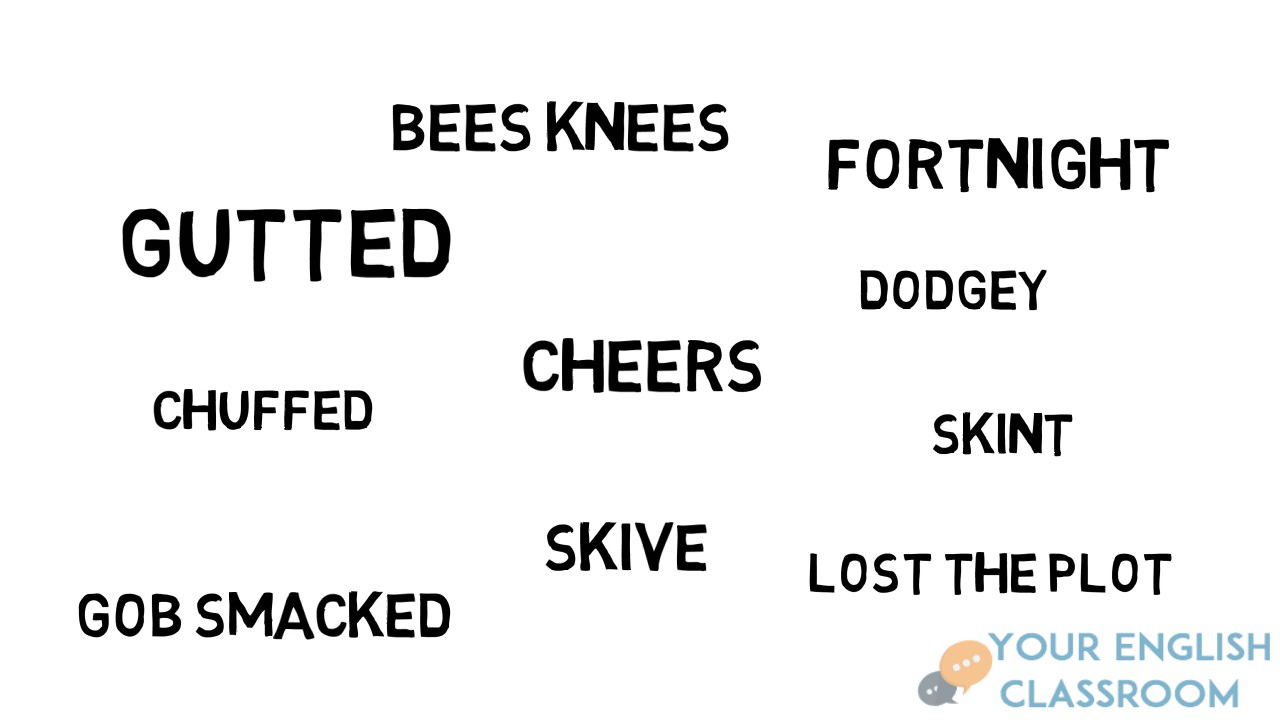 BEES KNEES
FORTNIGHT
GUTTED
DODGEY
CHEERS
CHUFFED
SKINT
SKIVE
LOST THE PLOT
GOB SMACKED
YOUR ENGLISH
CLASSROOM